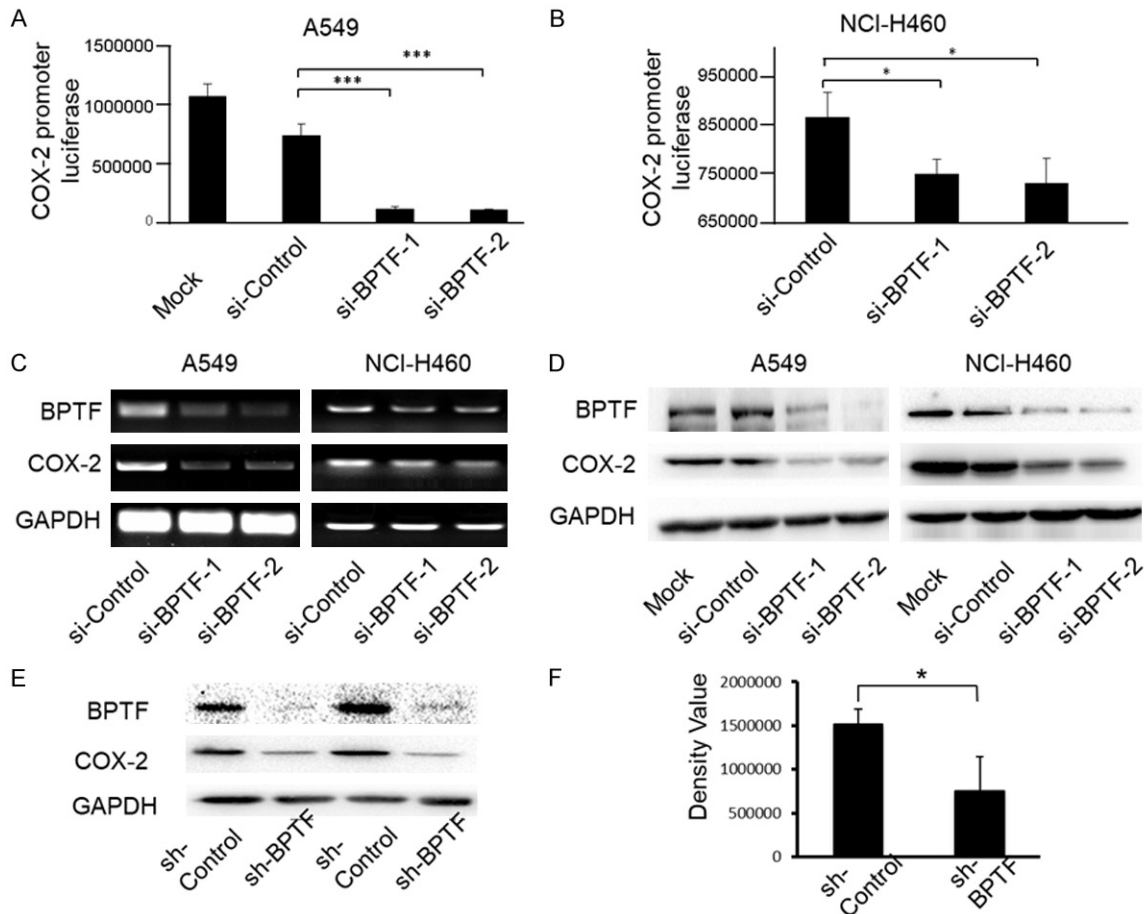 A
A549
COX-2 promoter
luciferase
1500000
1000000
500000
0
***
***
Mock
si-Control
si-BPTF-1
si-BPTF-2
B
NCI-H460
COX-2 promoter
luciferase
950000
850000
750000
650000
*
*
si-Control
si-BPTF-1
si-BPTF-2
C
A549
NCI-H460
BPTF
COX-2
GAPDH
si-Control
si-BPTF-1
si-BPTF-2
si-Control
si-BPTF-1
si-BPTF-2
D
A549
NCI-H460
BPTF
COX-2
GAPDH
Mock
si-Control
si-BPTF-1
si-BPTF-2
Mock
si-Control
si-BPTF-1
si-BPTF-2
E
BPTF
COX-2
GAPDH
sh-
Control
sh-BPTF
sh-
Control
sh-BPTF
F
Density Value
2000000
1500000
1000000
500000
0
*
sh-
Control
sh-
BPTF